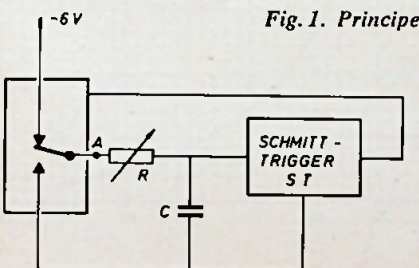 -6V
Fig. 1. Principe
A
R
C
SCHMITT-
TRIGGER
S T